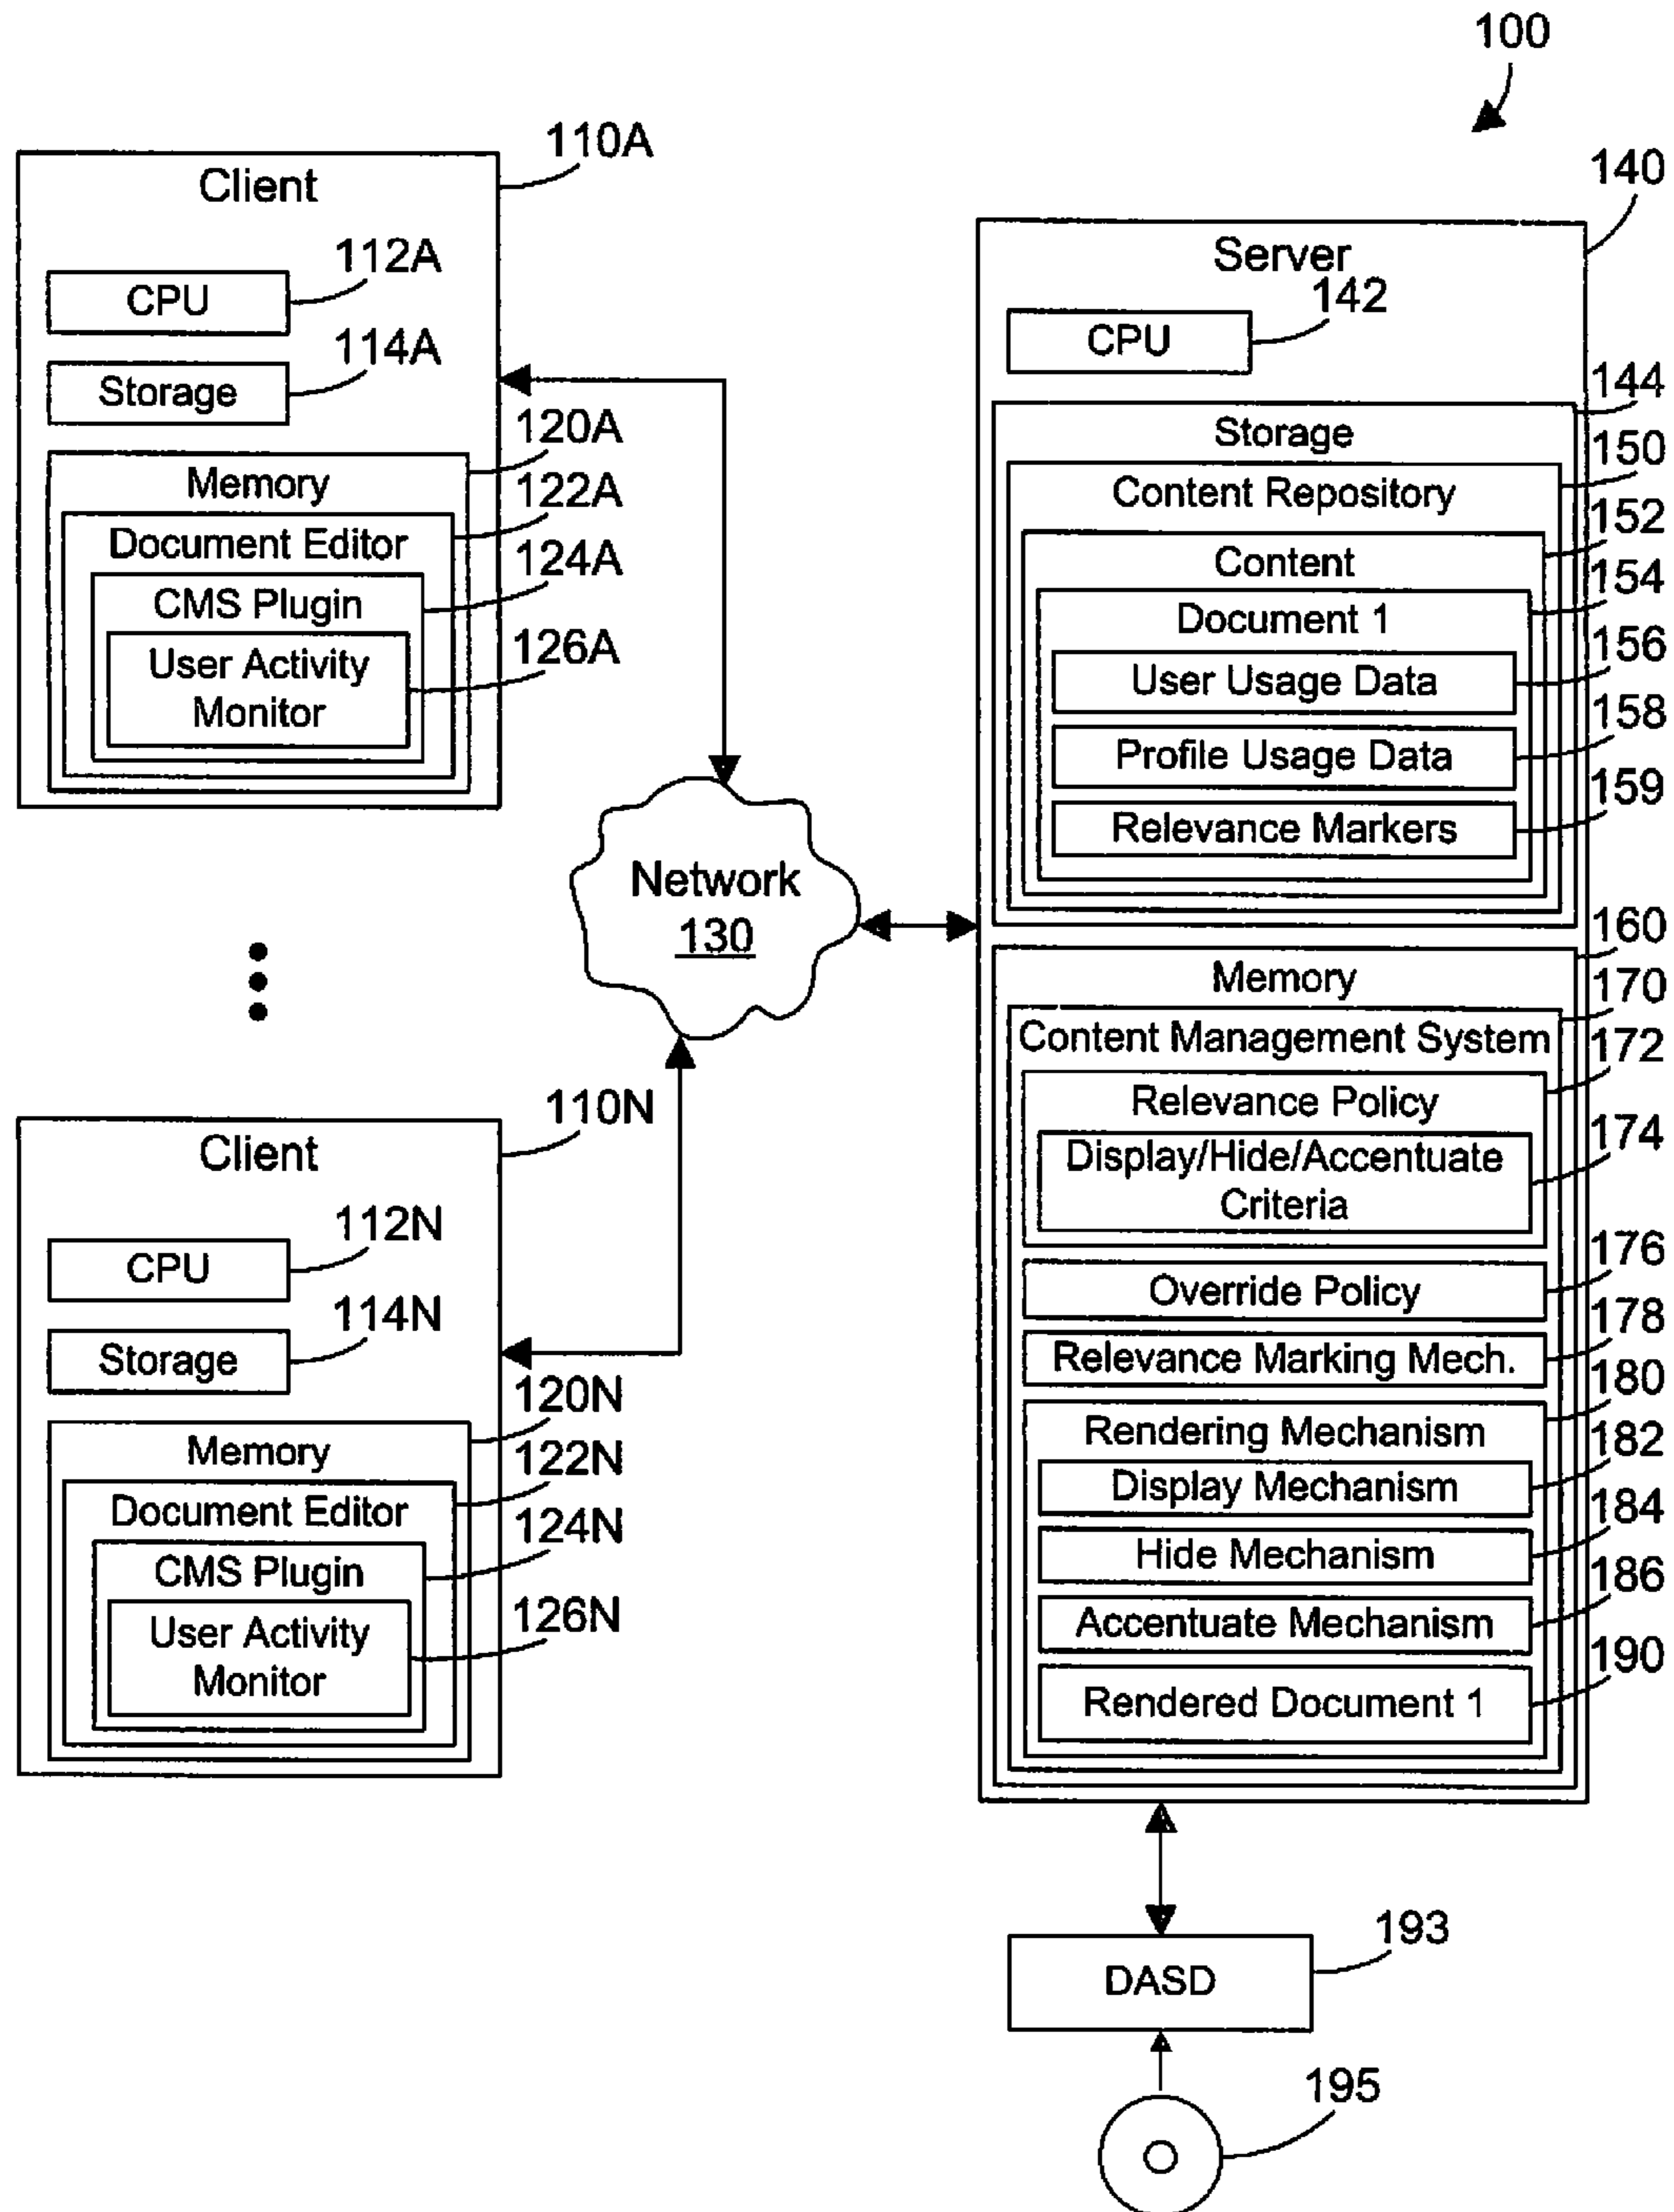 100
110A
Client
112A
CPU
114A
Storage
120A
Memory
122A
Document Editor
124A
CMS Plugin
126A
User Activity
Monitor
Network
130
110N
Client
112N
CPU
114N
Storage
120N
Memory
122N
Document Editor
124N
CMS Plugin
126N
User Activity
Monitor
140
Server
142
CPU
144
Storage
150
Content Repository
152
Content
154
Document 1
156
User Usage Data
158
Profile Usage Data
159
Relevance Markers
160
Memory
170
Content Management System
172
Relevance Policy
174
Display/Hide/Accentuate
Criteria
176
Override Policy
178
Relevance Marking Mech.
180
Rendering Mechanism
182
Display Mechanism
184
Hide Mechanism
186
Accentuate Mechanism
190
Rendered Document 1
193
DASD
195